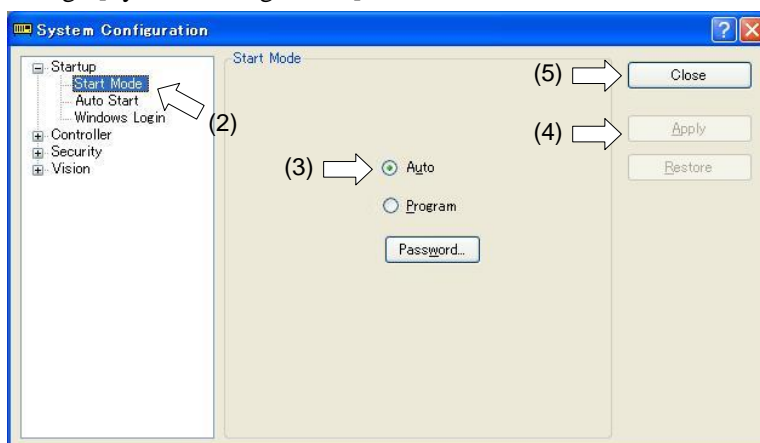 System Configuration
Startup
Start Mode
Auto Start
Windows Login
Controller
Security
Vision
(2)
Start Mode
(3)
Auto
Program
Password...
(5)
Close
(4)
Apply
Restore